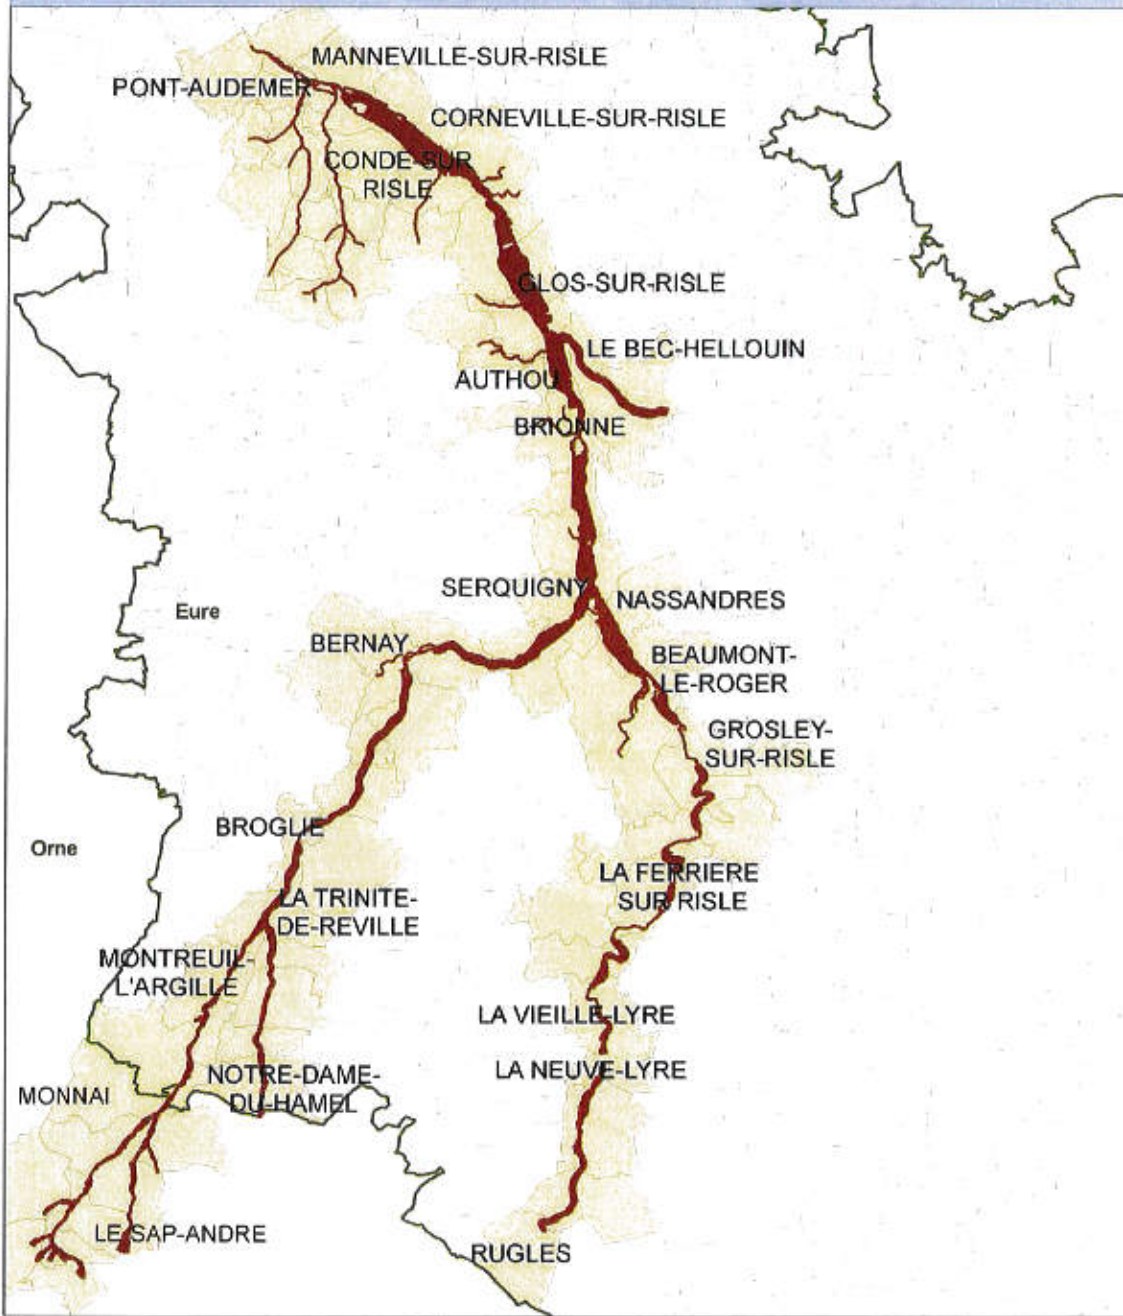 MANNEVILLE-SUR-RISLE
PONT-AUDEMER
CORNEVILLE-SUR-RISLE
CONDE-SUR
RISLE
GLOS-SUR-RISLE
LE BEC-HELLOUIN
AUTHOU
BRIONNE
SERQUIGNY
NASSANDRES
Eure
BERNAY
BEAUMONT-
LE-ROGER
GROSLEY-
SUR-RISLE
BROGLIE
Orne
LA FERRIERE
SUR RISLE
LA TRINITE-
DE-REVILLE
MONTREUIL-
L'ARGILLE
LA VIEILLE-LYRE
LA NEUVE-LYRE
NOTRE-DAME-
DU-HAMEL
MONNAI
LE SAP-ANDRE
RUGLES